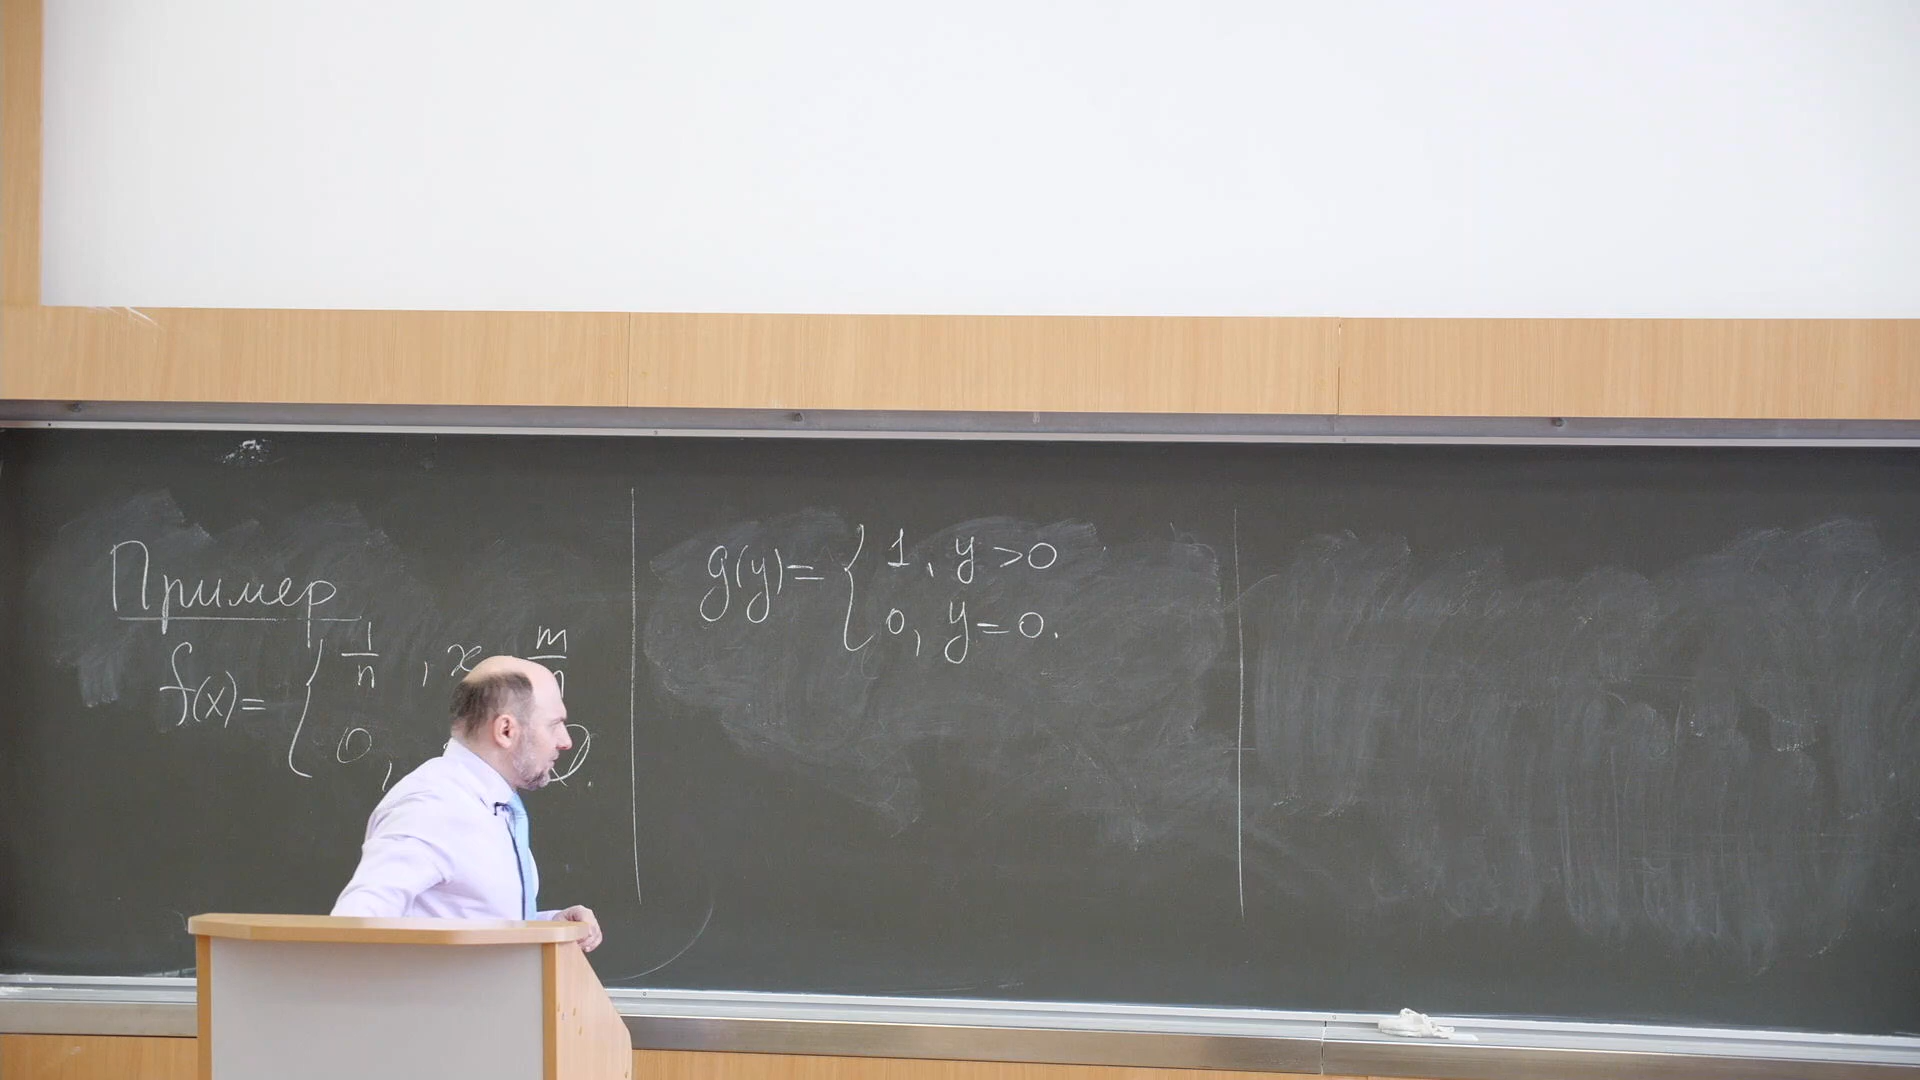 Пример
f(x)= { 1/n , x m/n
0, Q.
g(y)= { 1, y >0
0, y=0.